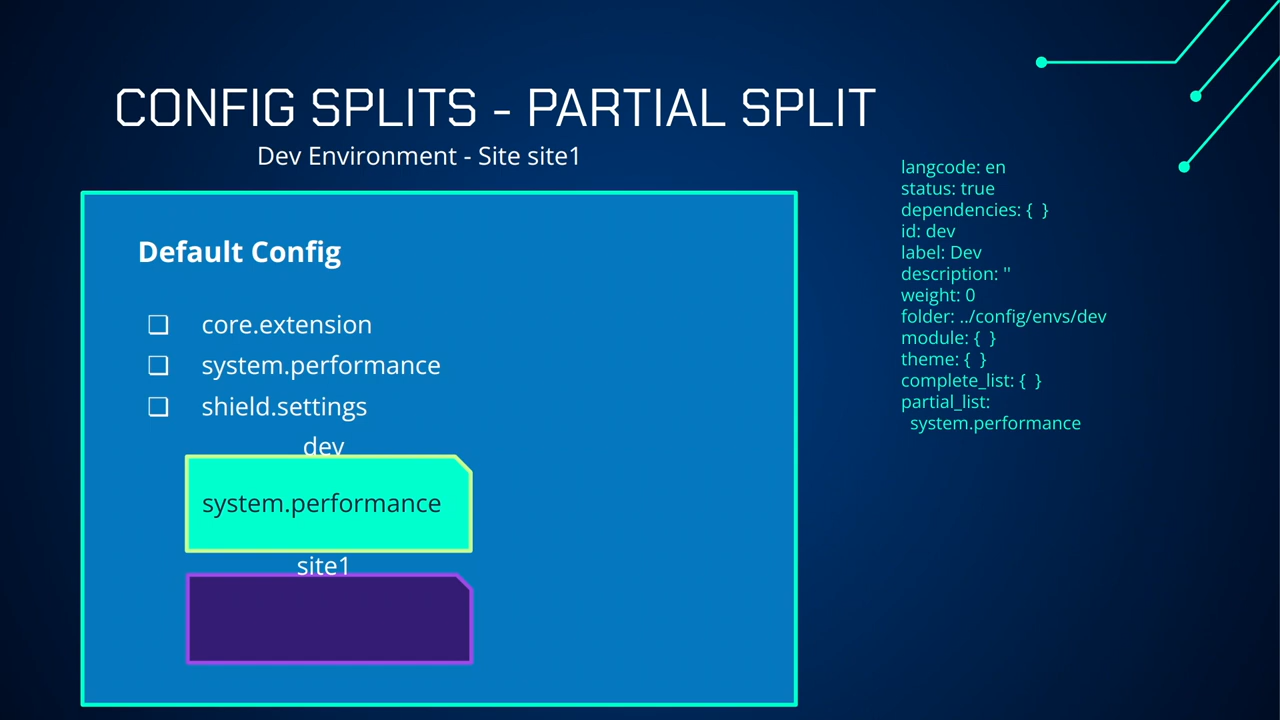 CONFIG SPLITS - PARTIAL SPLIT
Dev Environment - Site site1
Default Config
❏ core.extension
❏ system.performance
❏ shield.settings
dev
system.performance
site1
langcode: en
status: true
dependencies: {  }
id: dev
label: Dev
description: ''
weight: 0
folder: ../config/envs/dev
module: {  }
theme: {  }
complete_list: {  }
partial_list:
  system.performance